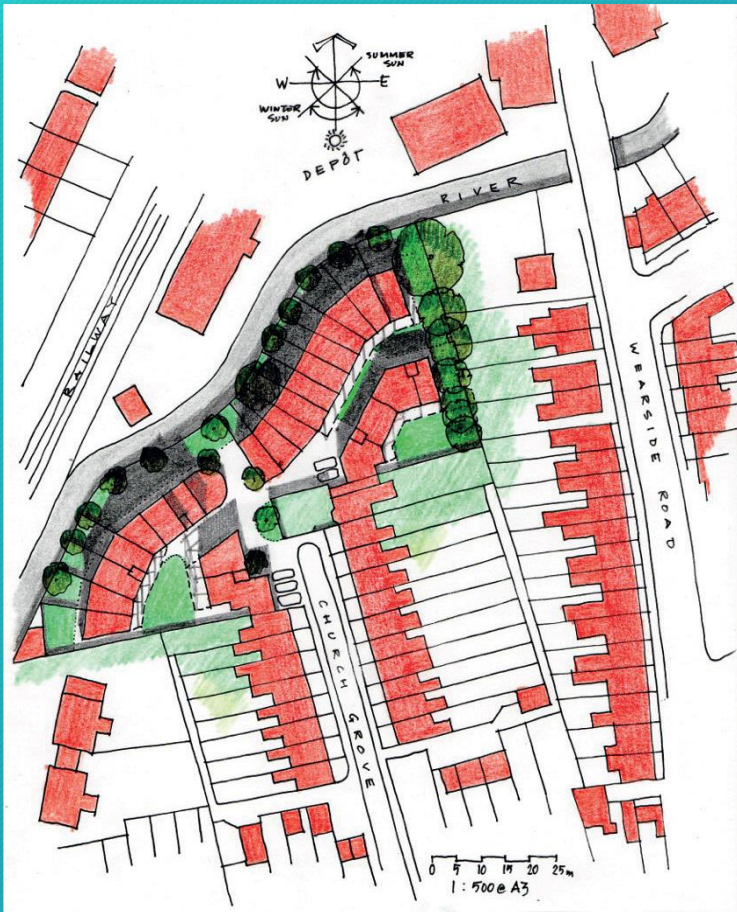 SUMMER
SUN
W E
WINTER
SUN
DEPÔT
RIVER
RAILWAY
WEARSIDE ROAD
CHURCH GROVE
0 5 10 15 20 25m
1:500@A3